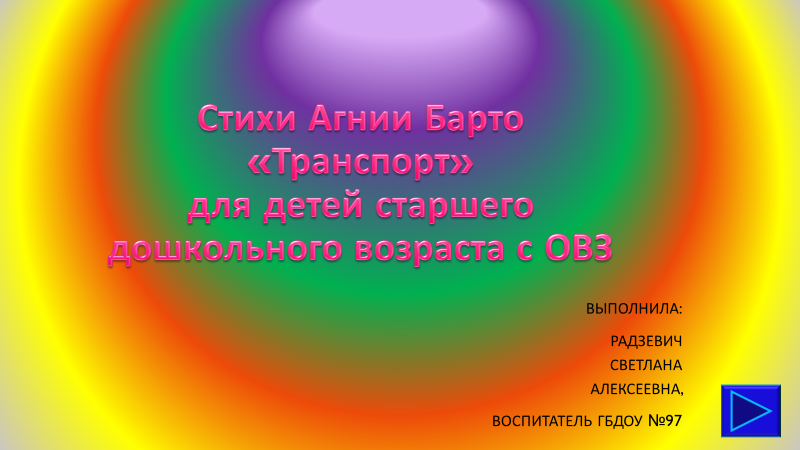 Стихи Агнии Барто
«Транспорт»
для детей старшего
дошкольного возраста с ОВЗ
ВЫПОЛНИЛА:
РАДЗЕВИЧ
СВЕТЛАНА
АЛЕКСЕЕВНА,
ВОСПИТАТЕЛЬ ГБДОУ №97